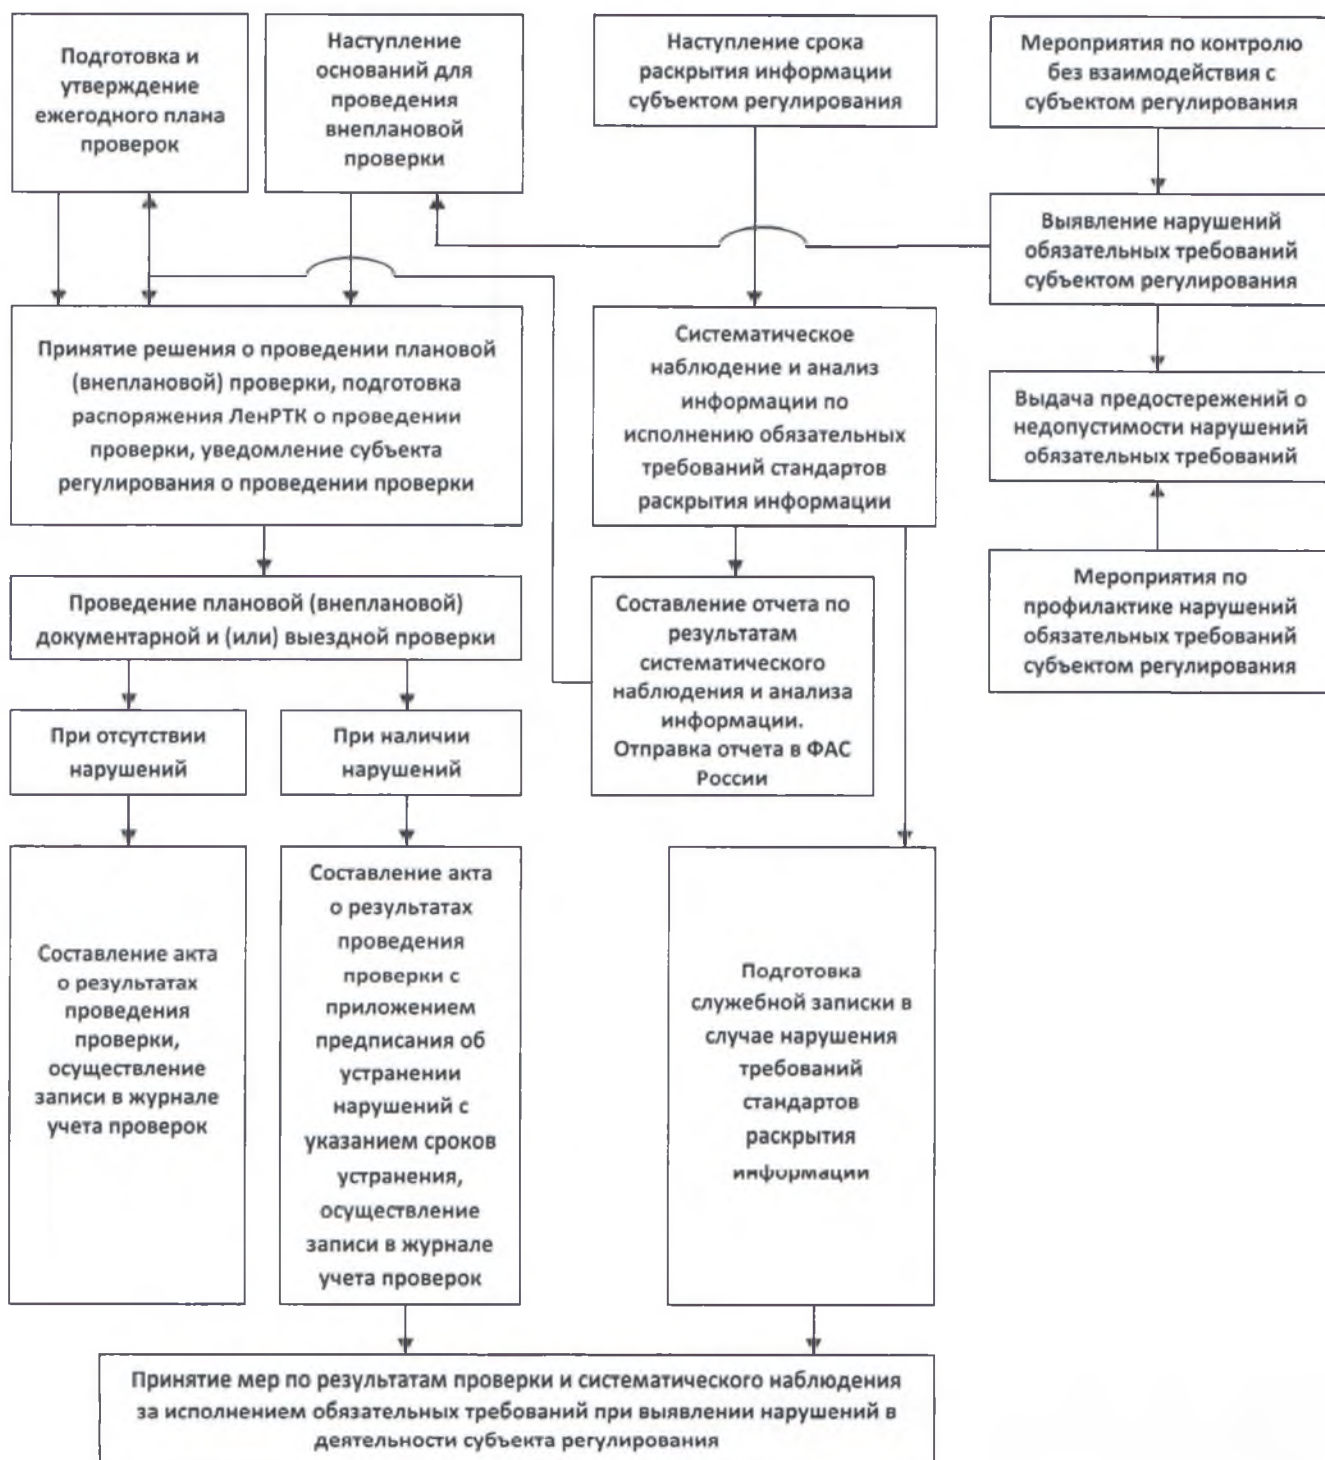 Подготовка и
утверждение
ежегодного плана
проверок
Наступление
оснований для
проведения
внеплановой
проверки
Наступление срока
раскрытия информации
субъектом регулирования
Мероприятия по контролю
без взаимодействия с
субъектом регулирования
Выявление нарушений
обязательных требований
субъектом регулирования
Принятие решения о проведении плановой
(внеплановой) проверки, подготовка
распоряжения ЛенРТК о проведении
проверки, уведомление субъекта
регулирования о проведении проверки
Систематическое
наблюдение и анализ
информации по
исполнению обязательных
требований стандартов
раскрытия информации
Выдача предостережений о
недопустимости нарушений
обязательных требований
Мероприятия по
профилактике нарушений
обязательных требований
субъектом регулирования
Проведение плановой (внеплановой)
документарной и (или) выездной проверки
Составление отчета по
результатам
систематического
наблюдения и анализа
информации.
Отправка отчета в ФАС
России
При отсутствии
нарушений
При наличии
нарушений
Составление акта
о результатах
проведения
проверки,
осуществление
записи в журнале
учета проверок
Составление акта
о результатах
проведения
проверки с
приложением
предписания об
устранении
нарушений с
указанием сроков
устранения,
осуществление
записи в журнале
учета проверок
Подготовка
служебной записки в
случае нарушения
требований
стандартов
раскрытия
информации
Принятие мер по результатам проверки и систематического наблюдения
за исполнением обязательных требований при выявлении нарушений в
деятельности субъекта регулирования